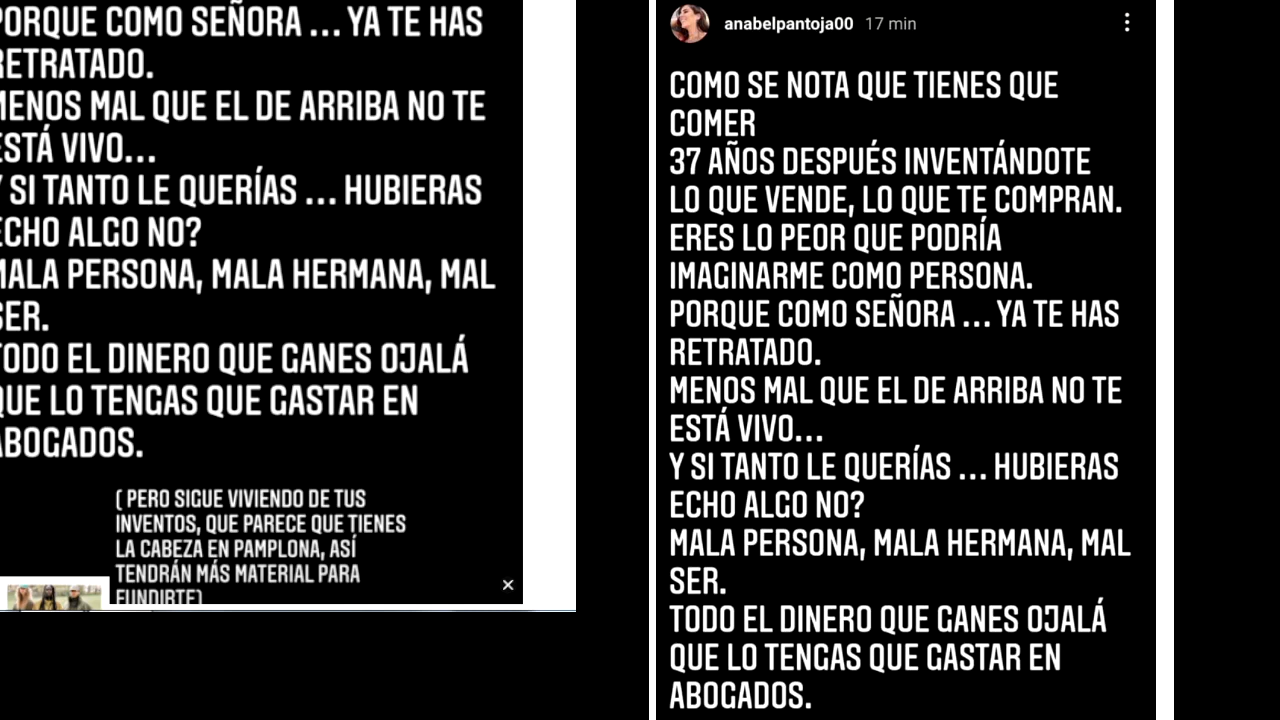 PORQUE COMO SEÑORA ... YA TE HAS
RETRATADO.
MENOS MAL QUE EL DE ARRIBA NO TE
ESTÁ VIVO...
Y SI TANTO LE QUERÍAS ... HUBIERAS
ECHO ALGO NO?
MALA PERSONA, MALA HERMANA, MAL
SER.
TODO EL DINERO QUE GANES OJALÁ
QUE LO TENGAS QUE GASTAR EN
ABOGADOS.
( PERO SIGUE VIVIENDO DE TUS
INVENTOS, QUE PARECE QUE TIENES
LA CABEZA EN PAMPLONA, ASÍ
TENDRÁN MÁS MATERIAL PARA
FUNDIRTE)
anabelpantoja00 17 min
COMO SE NOTA QUE TIENES QUE
COMER
37 AÑOS DESPUÉS INVENTÁNDOTE
LO QUE VENDE, LO QUE TE COMPRAN.
ERES LO PEOR QUE PODRÍA
IMAGINARME COMO PERSONA.
PORQUE COMO SEÑORA ... YA TE HAS
RETRATADO.
MENOS MAL QUE EL DE ARRIBA NO TE
ESTÁ VIVO...
Y SI TANTO LE QUERÍAS ... HUBIERAS
ECHO ALGO NO?
MALA PERSONA, MALA HERMANA, MAL
SER.
TODO EL DINERO QUE GANES OJALÁ
QUE LO TENGAS QUE GASTAR EN
ABOGADOS.